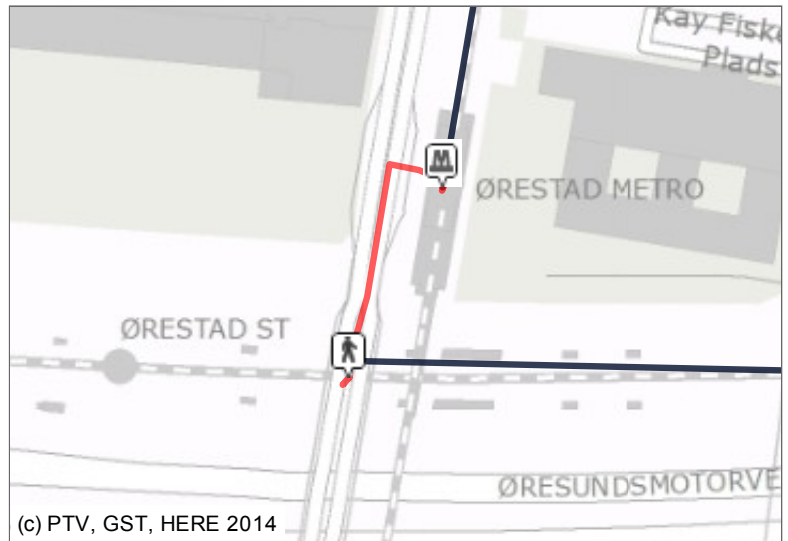 Kay Fiske
Plads
ØRESTAD METRO
ØRESTAD ST
ØRESUNDSMOTORVE
(c) PTV, GST, HERE 2014